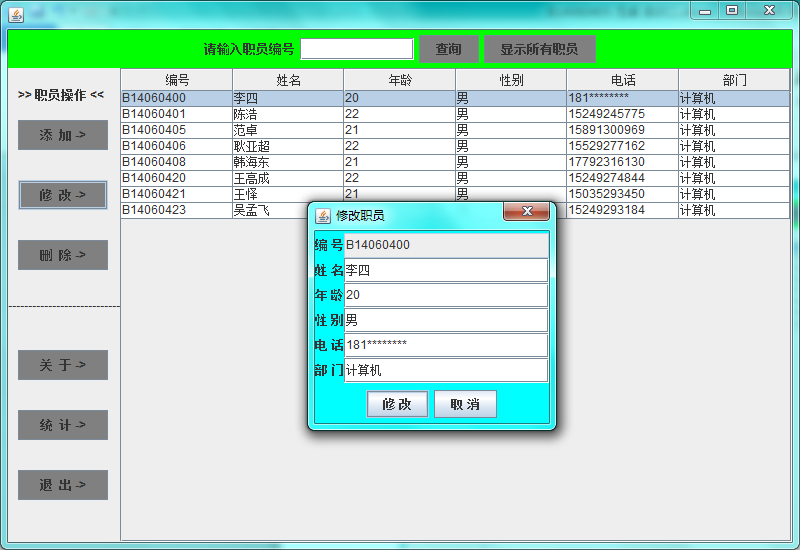 请输入职员编号 查询 显示所有职员
>> 职员操作 <<
添 加 ->
修 改 ->
删 除 ->
关 于 ->
统 计 ->
退 出 ->
编号 姓名 年龄 性别 电话 部门
B14060400 李四 20 男 181******** 计算机
B14060401 陈浩 22 男 15249245775 计算机
B14060405 范卓 21 男 15891300969 计算机
B14060406 耿亚超 22 男 15529277162 计算机
B14060408 韩海东 21 男 17792316130 计算机
B14060420 王高成 22 男 15249274844 计算机
B14060421 王怿 21 男 15035293450 计算机
B14060423 吴孟飞 15249293184 计算机
修改职员
编 号 B14060400
姓 名 李四
年 龄 20
性 别 男
电 话 181********
部 门 计算机
修 改 取 消